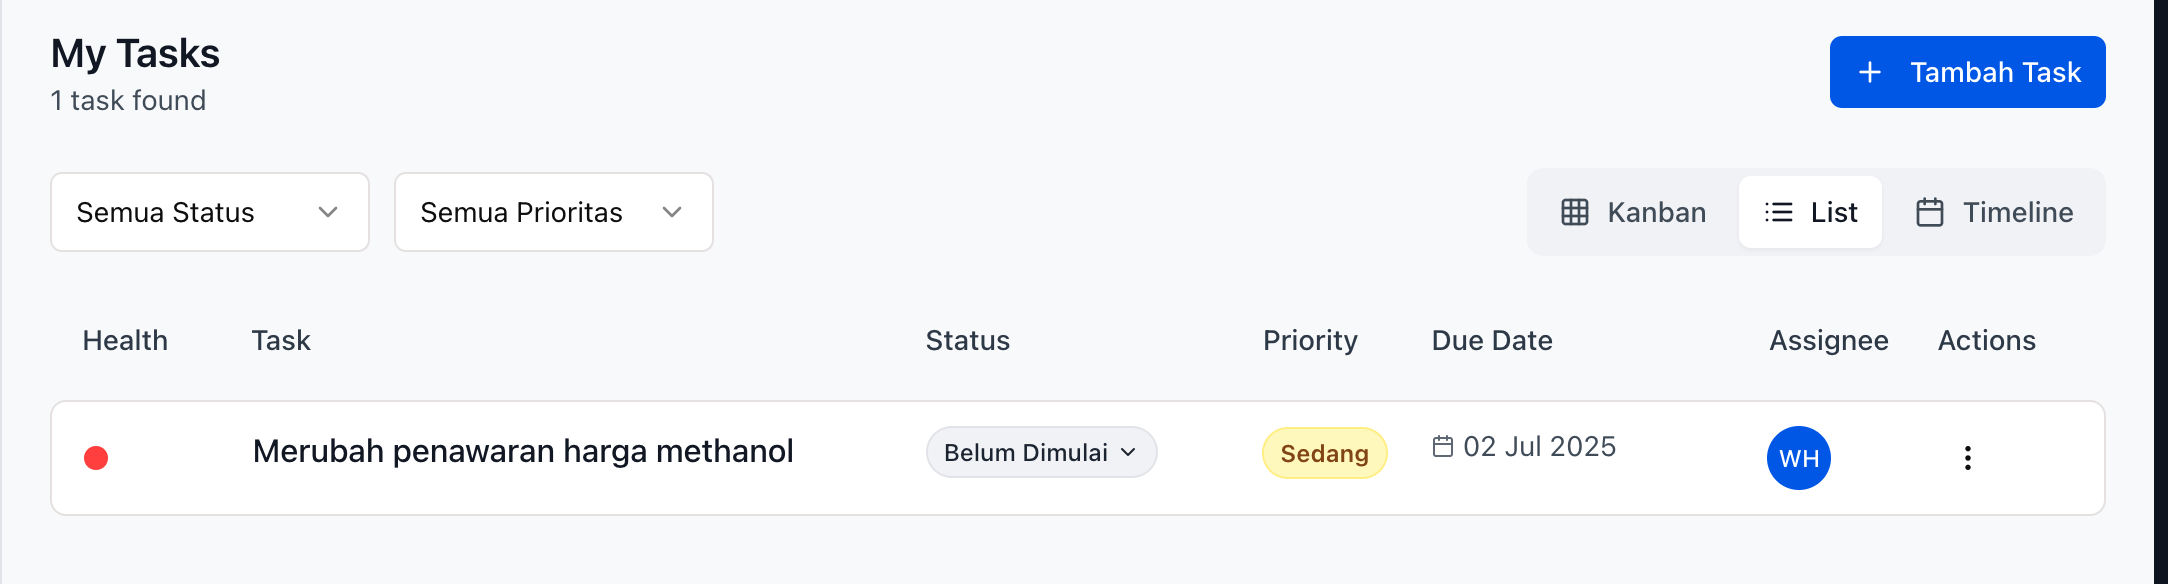 My Tasks
1 task found
Tambah Task
Semua Status
Semua Prioritas
Kanban
List
Timeline
Health Task Status Priority Due Date Assignee Actions
Merubah penawaran harga methanol Belum Dimulai Sedang 02 Jul 2025 WH